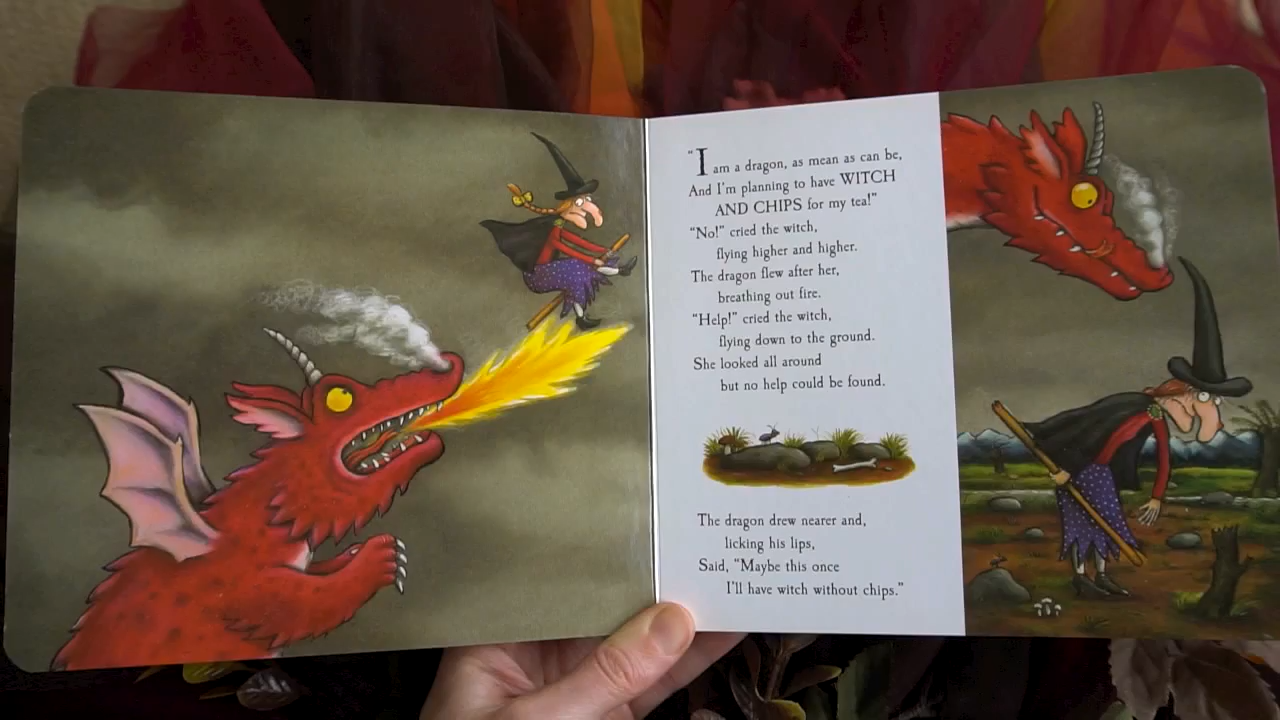 "I am a dragon, as mean as can be,
And I'm planning to have WITCH
AND CHIPS for my tea!"
"No!" cried the witch,
flying higher and higher.
The dragon flew after her,
breathing out fire.
"Help!" cried the witch,
flying down to the ground.
She looked all around
but no help could be found.
The dragon drew nearer and,
licking his lips,
Said, "Maybe this once
I'll have witch without chips."